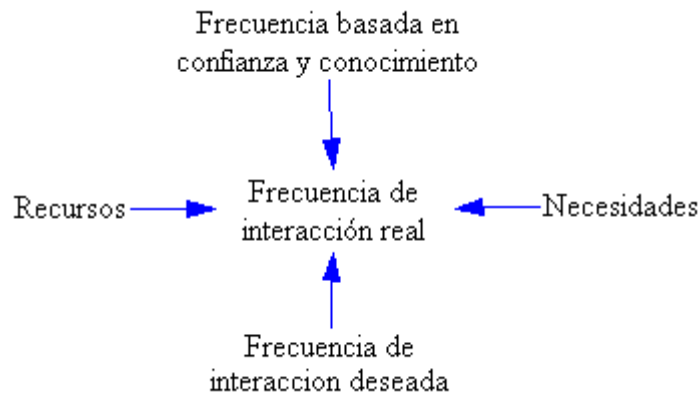 Frecuencia basada en
confianza y conocimiento
Recursos
Frecuencia de
interacción real
Necesidades
Frecuencia de
interaccion deseada